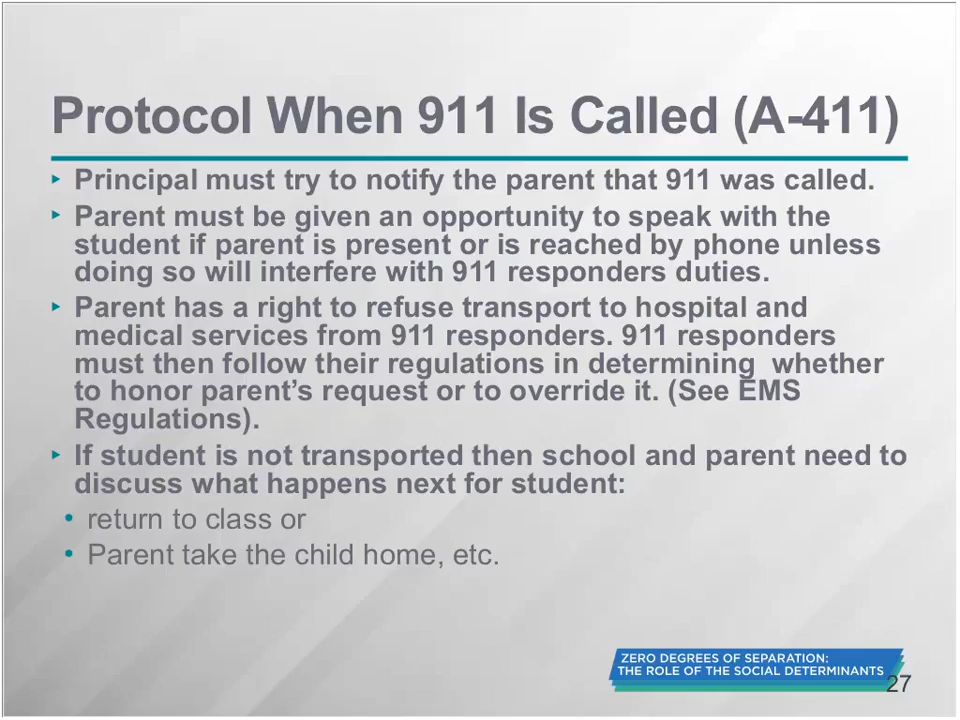 Protocol When 911 Is Called (A-411)
‣ Principal must try to notify the parent that 911 was called.
‣ Parent must be given an opportunity to speak with the
student if parent is present or is reached by phone unless
doing so will interfere with 911 responders duties.
‣ Parent has a right to refuse transport to hospital and
medical services from 911 responders. 911 responders
must then follow their regulations in determining  whether
to honor parent’s request or to override it. (See EMS
Regulations).
‣ If student is not transported then school and parent need to
discuss what happens next for student:
• return to class or
• Parent take the child home, etc.
ZERO DEGREES OF SEPARATION:
THE ROLE OF THE SOCIAL DETERMINANTS
27